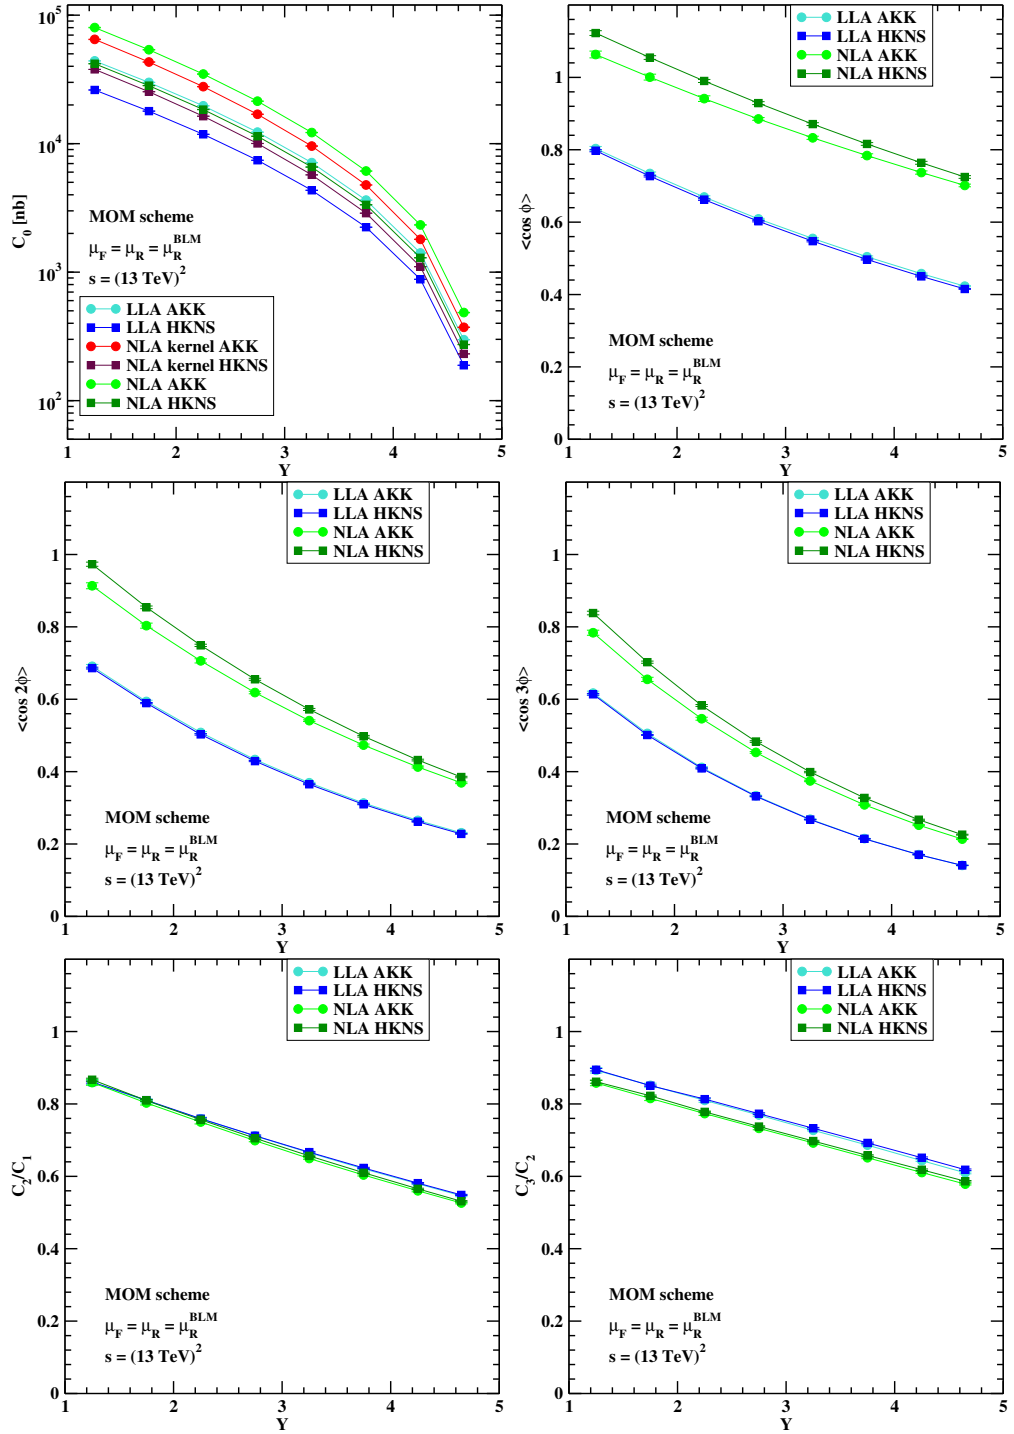 10^5
10^4
10^3
10^2
C_0 [nb]
MOM scheme
μ_F = μ_R = μ_R^BLM
s = (13 TeV)^2
LLA AKK
LLA HKNS
NLA kernel AKK
NLA kernel HKNS
NLA AKK
NLA HKNS
1 2 3 4 5
Y
LLA AKK
LLA HKNS
NLA AKK
NLA HKNS
1
0.8
0.6
0.4
0.2
0
<cos ϕ>
MOM scheme
μ_F = μ_R = μ_R^BLM
s = (13 TeV)^2
1 2 3 4 5
Y
LLA AKK
LLA HKNS
NLA AKK
NLA HKNS
1
0.8
0.6
0.4
0.2
0
<cos 2ϕ>
MOM scheme
μ_F = μ_R = μ_R^BLM
s = (13 TeV)^2
1 2 3 4 5
Y
LLA AKK
LLA HKNS
NLA AKK
NLA HKNS
1
0.8
0.6
0.4
0.2
0
<cos 3ϕ>
MOM scheme
μ_F = μ_R = μ_R^BLM
s = (13 TeV)^2
1 2 3 4 5
Y
LLA AKK
LLA HKNS
NLA AKK
NLA HKNS
1
0.8
0.6
0.4
0.2
0
C_2/C_1
MOM scheme
μ_F = μ_R = μ_R^BLM
s = (13 TeV)^2
1 2 3 4 5
Y
LLA AKK
LLA HKNS
NLA AKK
NLA HKNS
1
0.8
0.6
0.4
0.2
0
C_3/C_2
MOM scheme
μ_F = μ_R = μ_R^BLM
s = (13 TeV)^2
1 2 3 4 5
Y